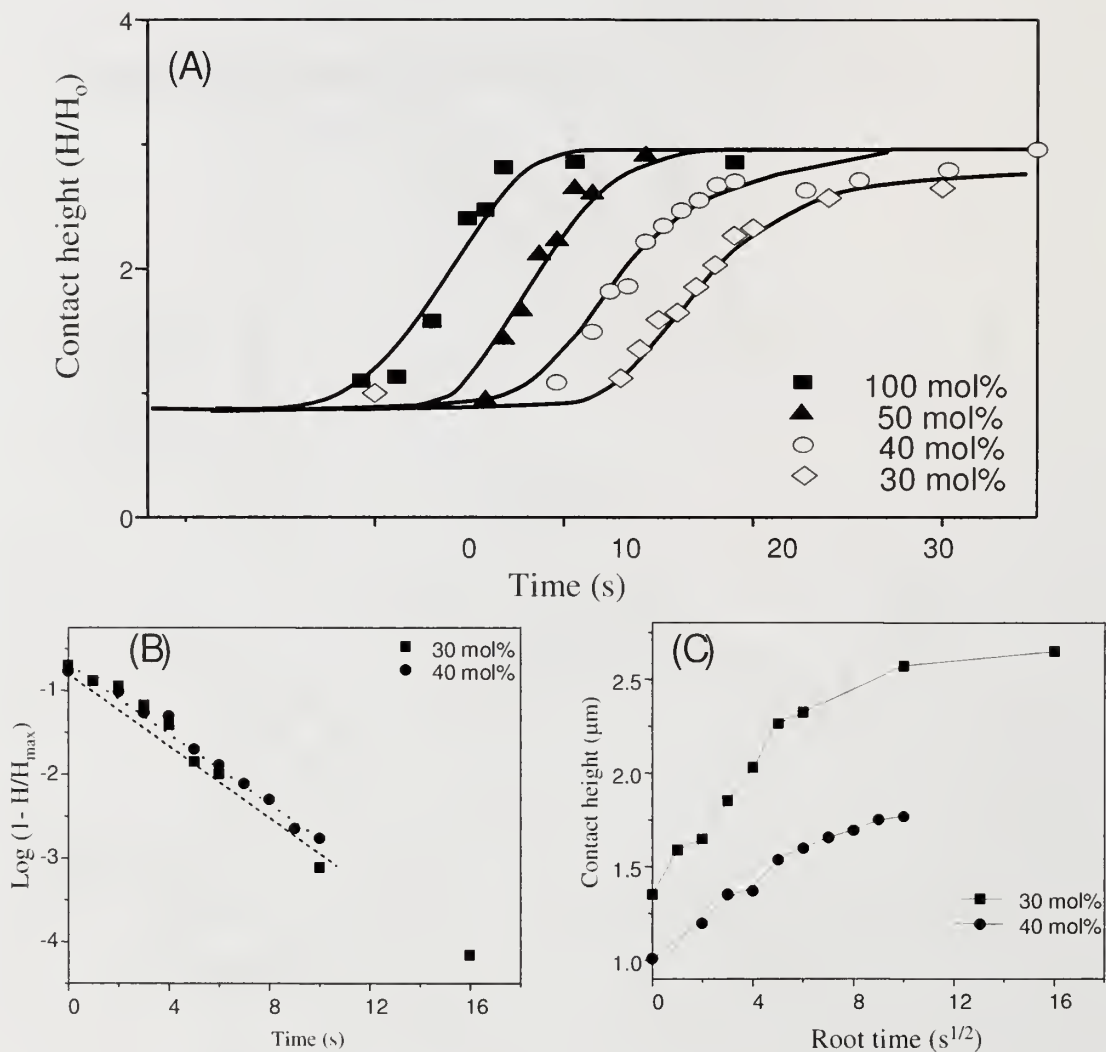 (A)
Contact height (H/H₀)
4
2
0
100 mol%
50 mol%
40 mol%
30 mol%
0 10 20 30
Time (s)
(B)
30 mol%
40 mol%
Log (1- H/Hmax)
-1
-2
-3
-4
0 4 8 12 16
Time (s)
(C)
Contact height (µm)
2.5
2.0
1.5
1.0
30 mol%
40 mol%
0 4 8 12 16
Root time (s1/2)